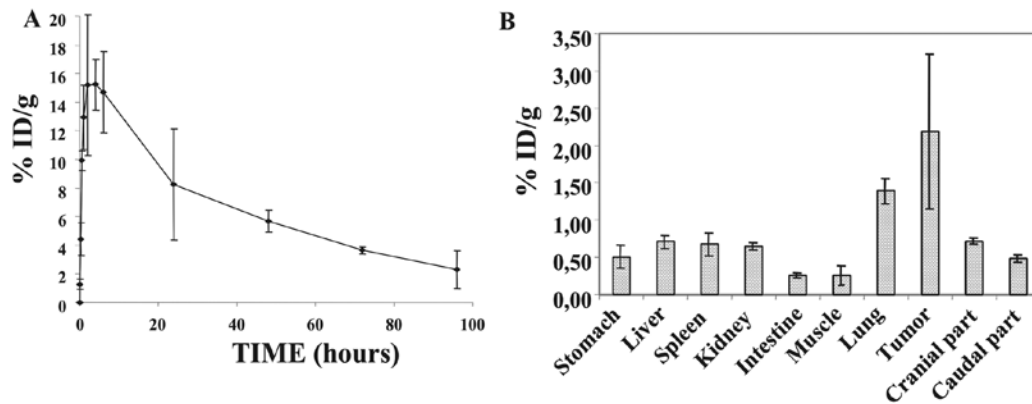 A
20
18
16
14
12
10
8
6
4
2
0
% ID/g
0
20
40
60
80
100
TIME (hours)
B
3,50
3,00
2,50
2,00
1,50
1,00
0,50
0,00
% ID/g
Stomach
Liver
Spleen
Kidney
Intestine
Muscle
Lung
Tumor
Cranial part
Caudal part